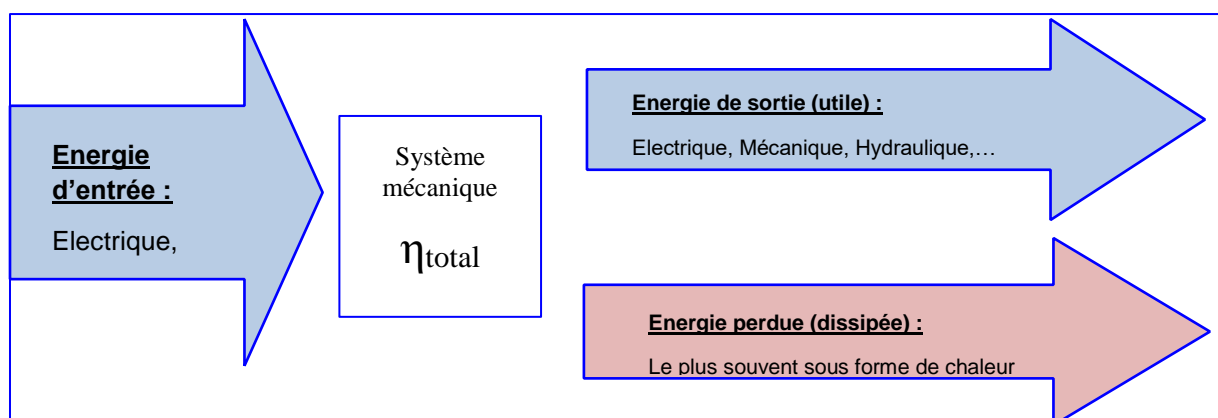 Energie
d'entrée :
Electrique,
Système
mécanique
ηtotal
Energie de sortie (utile) :
Electrique, Mécanique, Hydraulique,…
Energie perdue (dissipée) :
Le plus souvent sous forme de chaleur